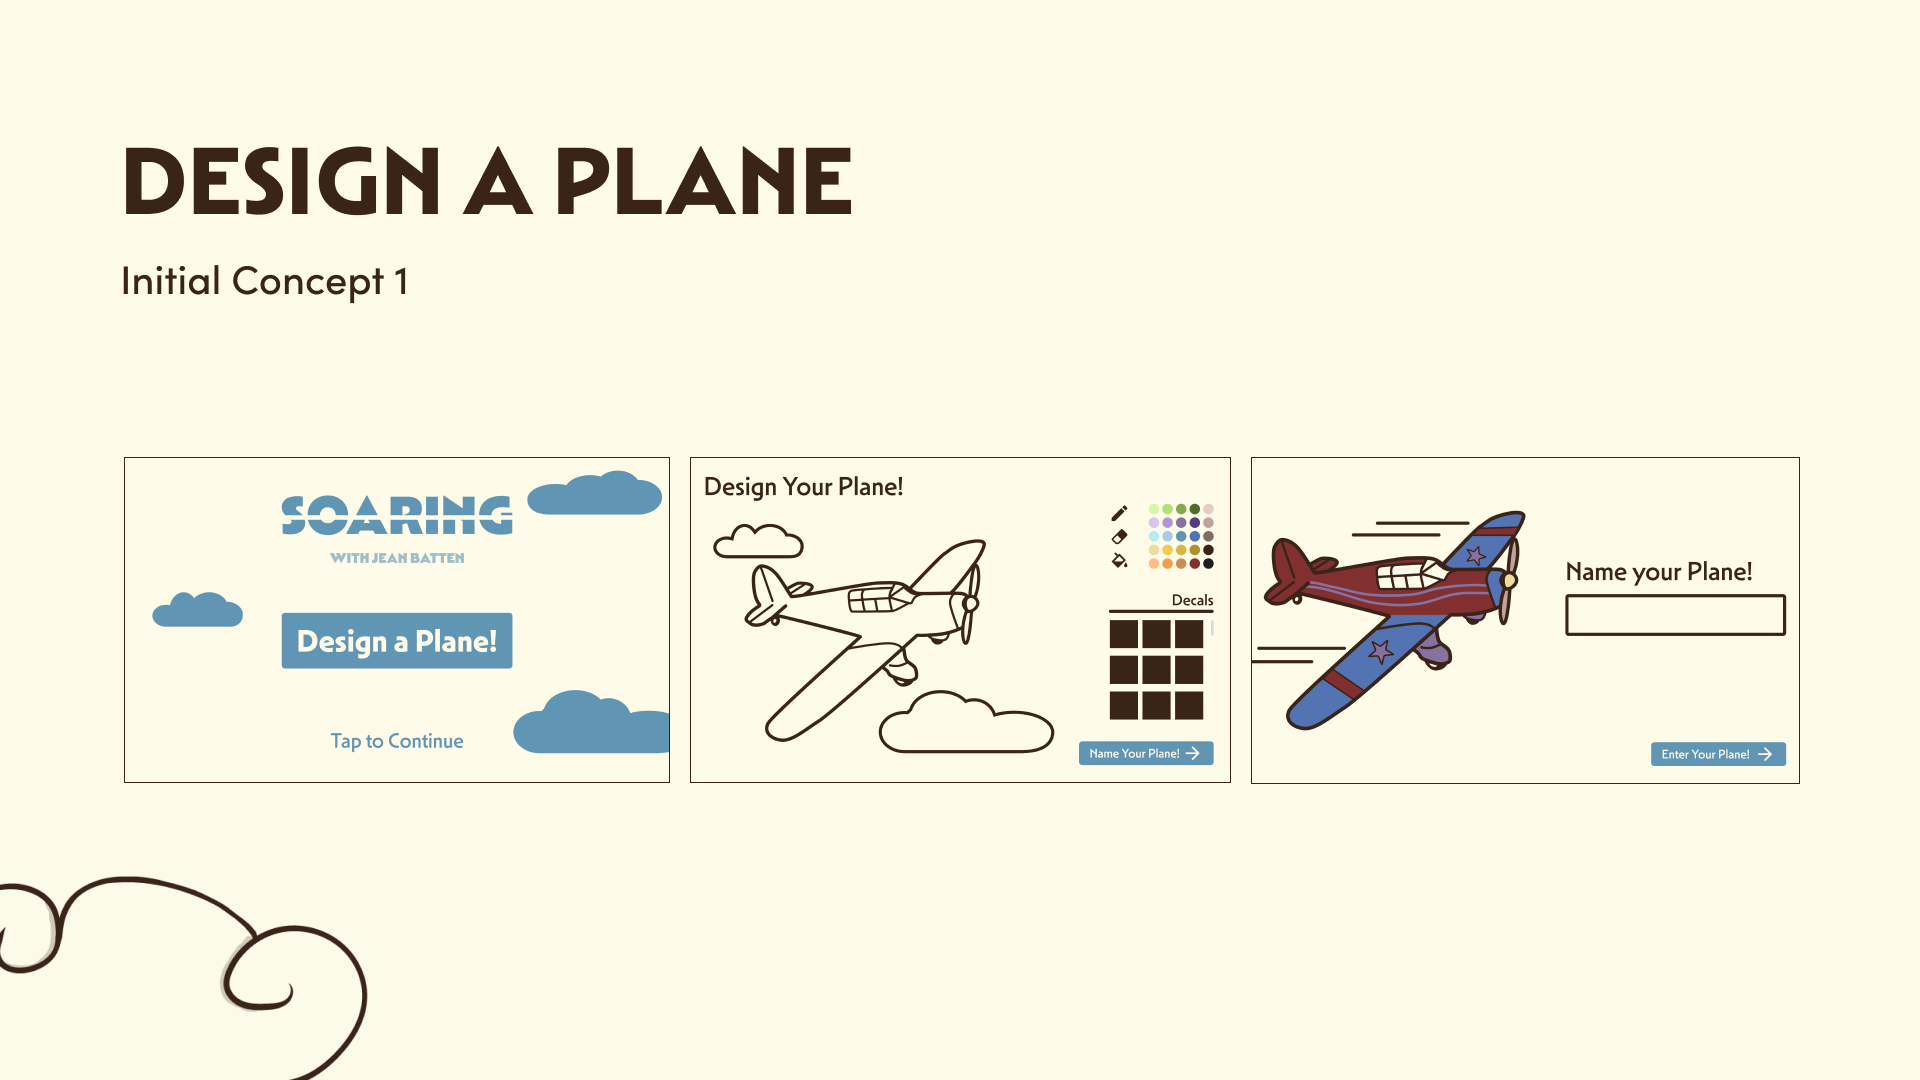 DESIGN A PLANE
Initial Concept 1
SOARING
WITH JEAN BATTEN
Design a Plane!
Tap to Continue
Design Your Plane!
Decals
Name Your Plane!
Name your Plane!
Enter Your Plane!